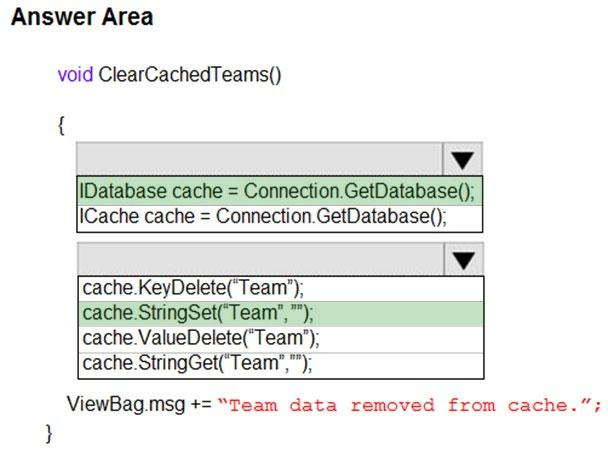 Answer Area
void ClearCachedTeams()
{
IDatabase cache = Connection.GetDatabase();
ICache cache = Connection.GetDatabase();
cache.KeyDelete(“Team”);
cache.StringSet(“Team”,””);
cache.ValueDelete(“Team”);
cache.StringGet(“Team”,””);
ViewBag.msg += “Team data removed from cache.”;
}